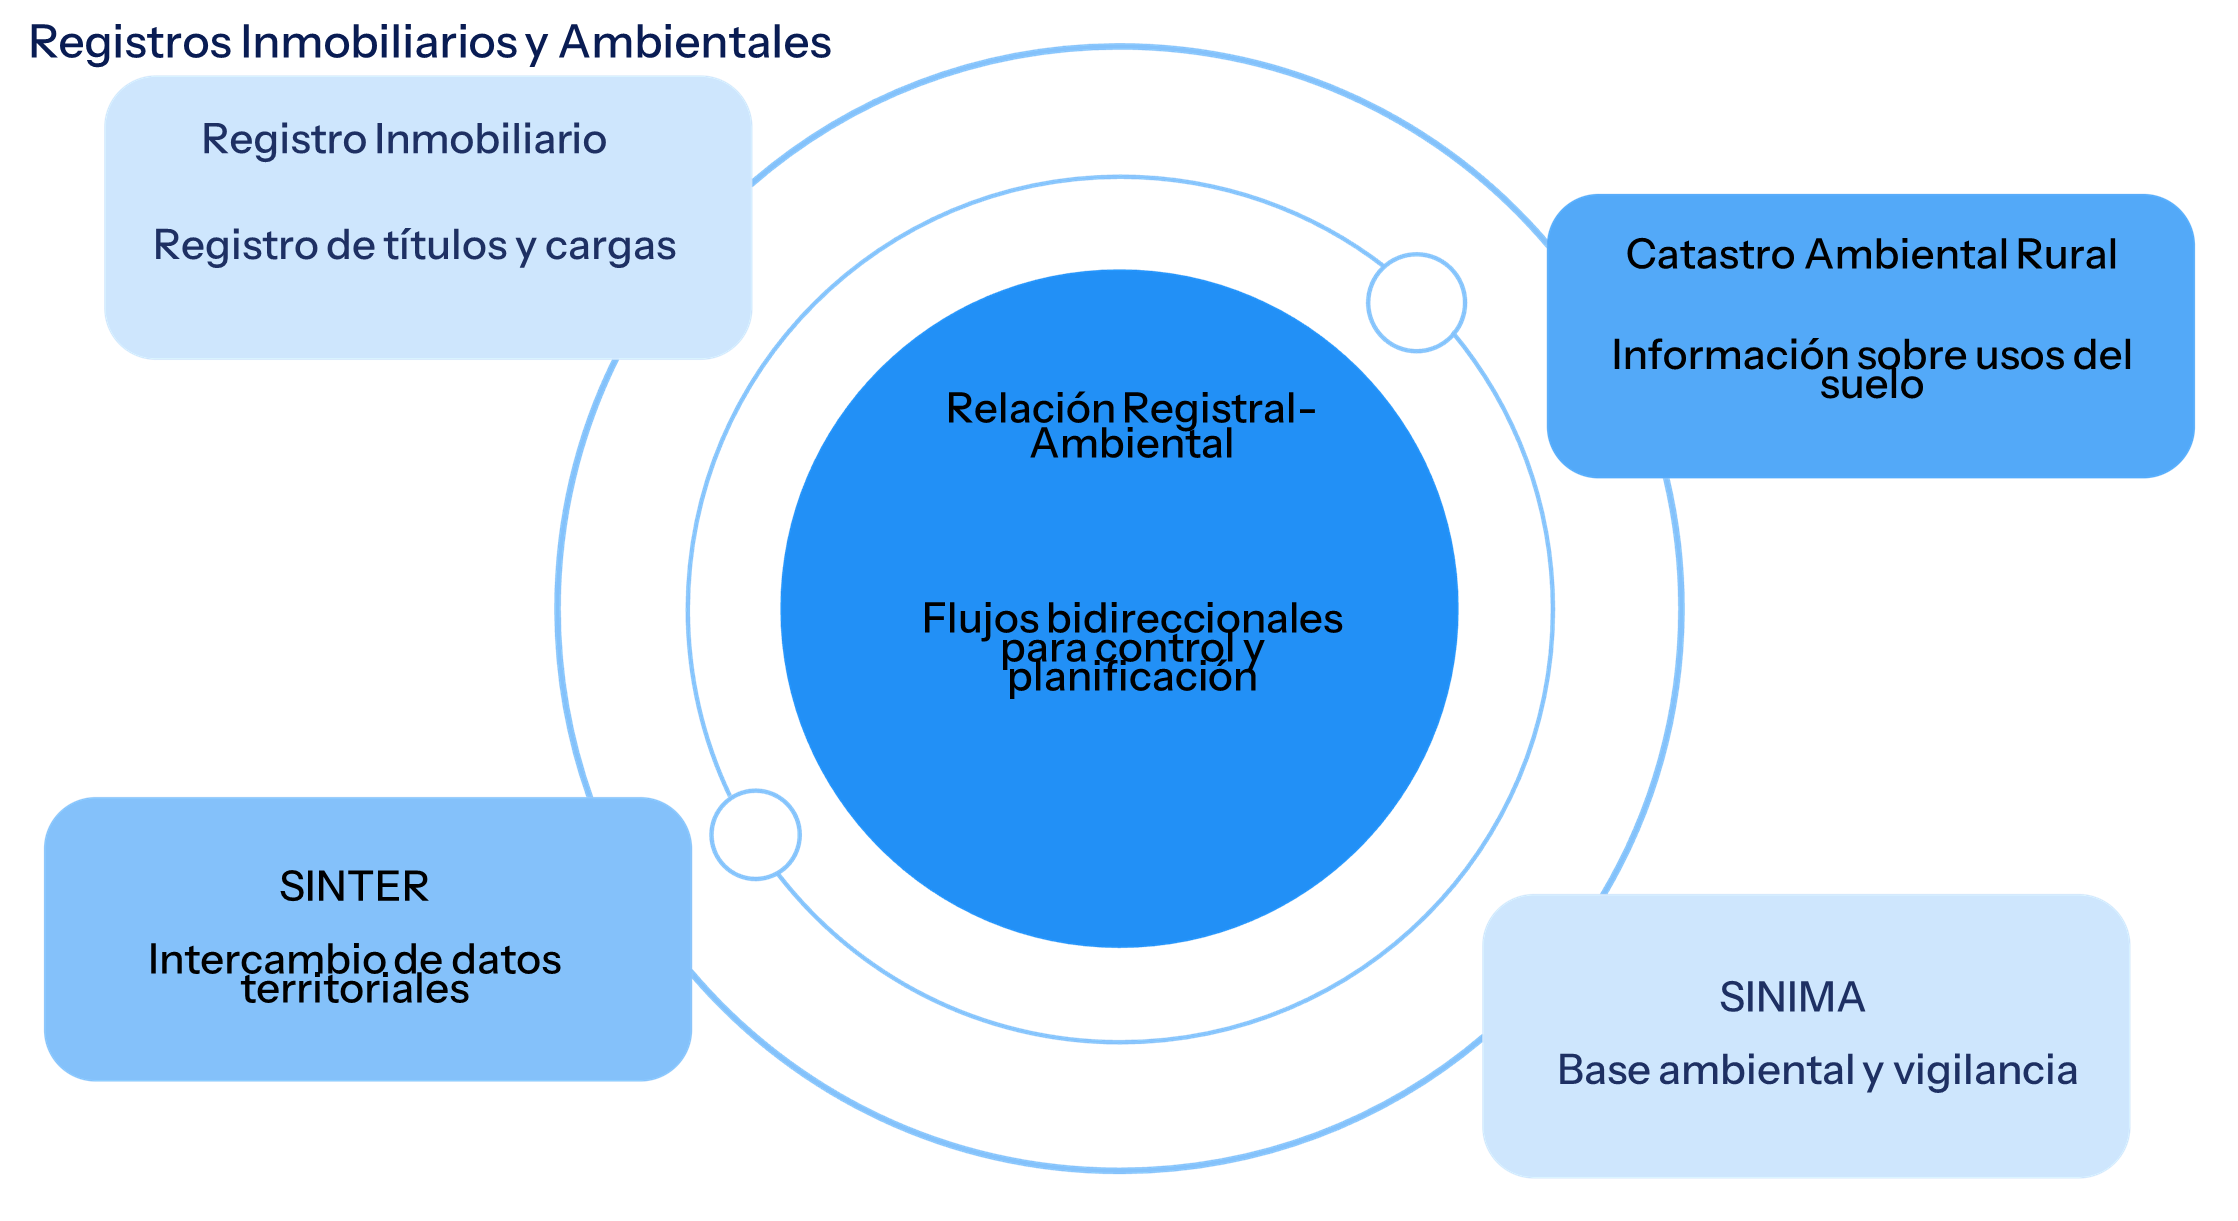 Registros Inmobiliarios y Ambientales
Registro Inmobiliario
Registro de títulos y cargas
Catastro Ambiental Rural
Información sobre usos del
suelo
Relación Registral-
Ambiental
Flujos bidireccionales
para control y
planificación
SINTER
Intercambio de datos
territoriales
SINIMA
Base ambiental y vigilancia